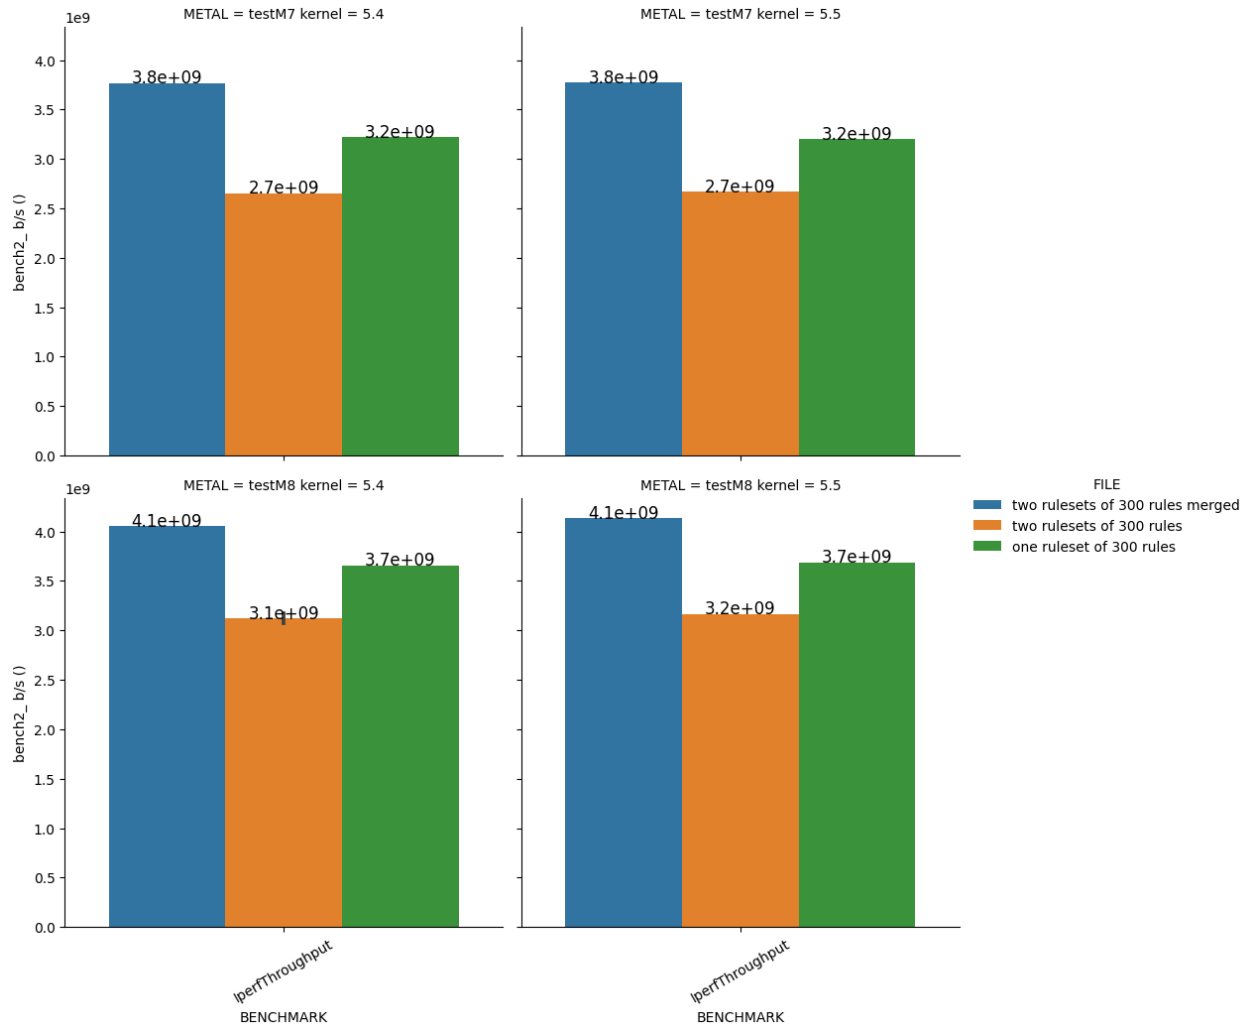 METAL = testM7 kernel = 5.4
METAL = testM7 kernel = 5.5
1e9
4.0
3.5
3.0
2.5
2.0
1.5
1.0
0.5
0.0
bench2_ b/s ()
3.8e+09
2.7e+09
3.2e+09
3.8e+09
2.7e+09
3.2e+09
METAL = testM8 kernel = 5.4
METAL = testM8 kernel = 5.5
1e9
4.0
3.5
3.0
2.5
2.0
1.5
1.0
0.5
0.0
bench2_ b/s ()
4.1e+09
3.1e+09
3.7e+09
4.1e+09
3.2e+09
3.7e+09
IperfThroughput
IperfThroughput
BENCHMARK
BENCHMARK
FILE
two rulesets of 300 rules merged
two rulesets of 300 rules
one ruleset of 300 rules